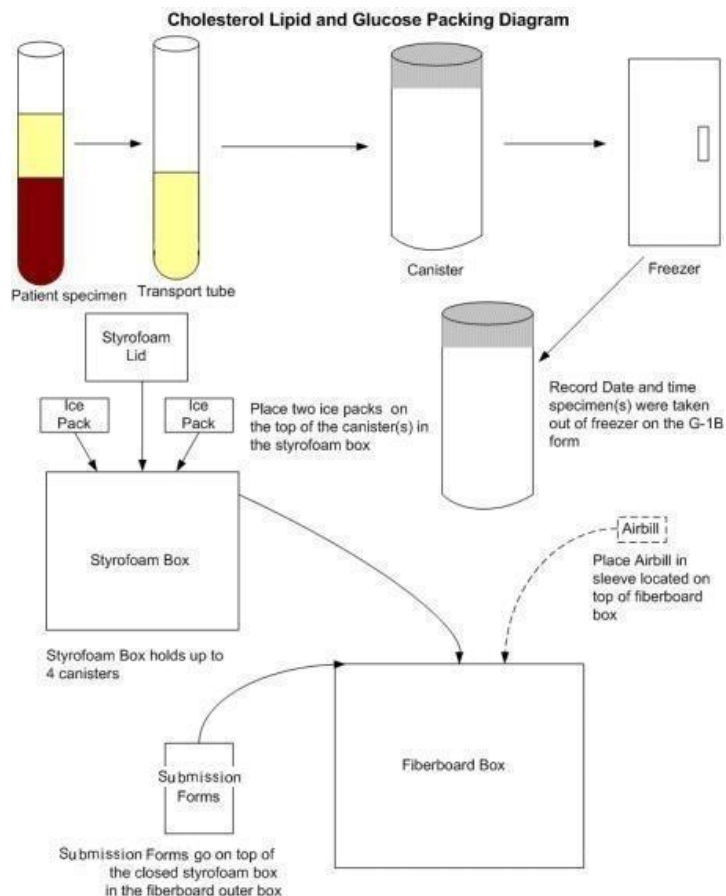 Cholesterol Lipid and Glucose Packing Diagram
Patient specimen
Transport tube
Canister
Freezer
Styrofoam
Lid
Ice
Pack
Ice
Pack
Place two ice packs on
the top of the canister(s) in
the styrofoam box
Record Date and time
specimen(s) were taken
out of freezer on the G-1B
form
Styrofoam Box
Airbill
Place Airbill in
sleeve located on
top of fiberboard
box
Styrofoam Box holds up to
4 canisters
Submission
Forms
Fiberboard Box
Submission Forms go on top of
the closed styrofoam box
in the fiberboard outer box